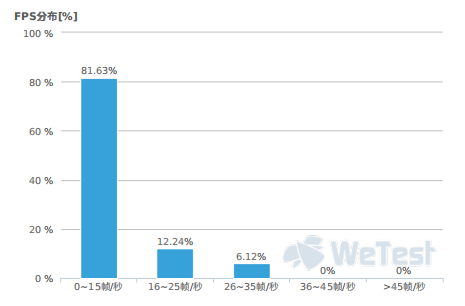 FPS分布[%]
100 %
80 %
60 %
40 %
20 %
0 %
81.63%
12.24%
6.12%
0%
0%
0~15帧/秒
16~25帧/秒
26~35帧/秒
36~45帧/秒
>45帧/秒
WeTest